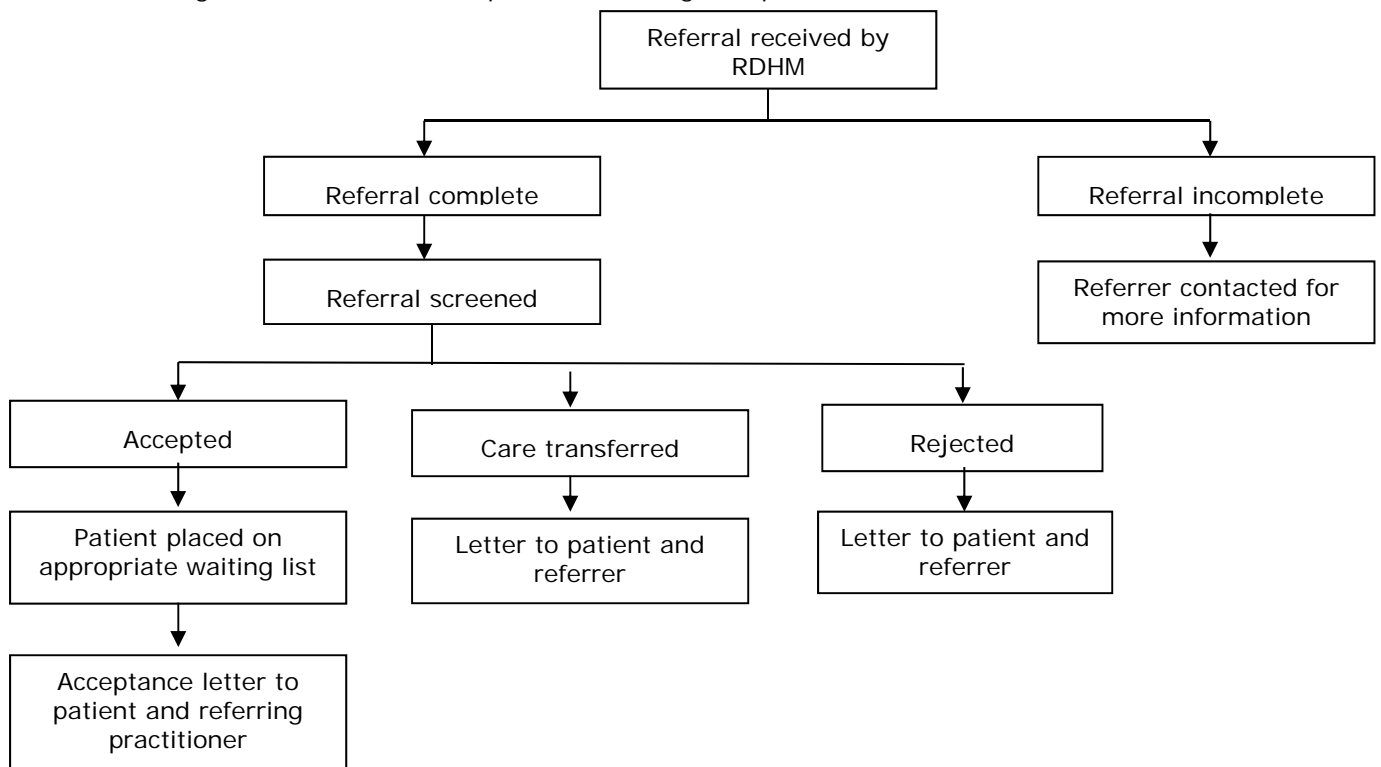 Referral received by
RDHM
Referral complete
Referral incomplete
Referral screened
Referrer contacted for
more information
Accepted
Care transferred
Rejected
Patient placed on
appropriate waiting list
Letter to patient and
referrer
Letter to patient and
referrer
Acceptance letter to
patient and referring
practitioner